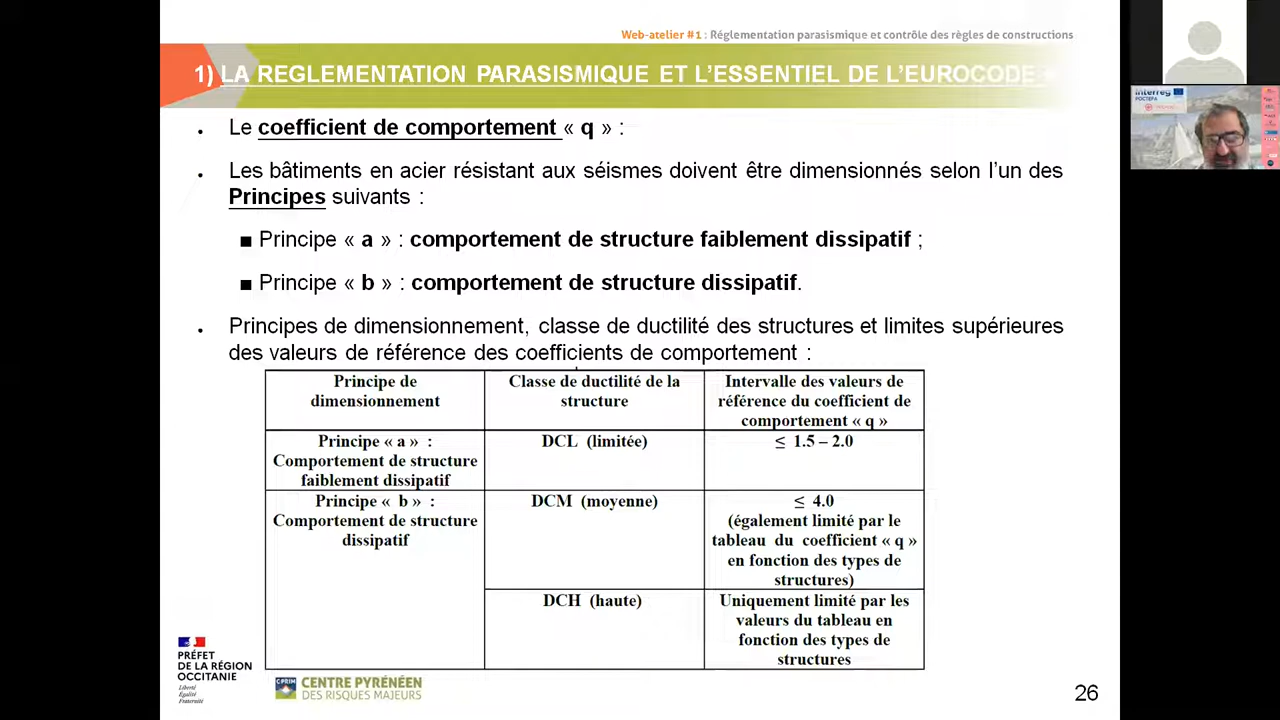 Web-atelier #1 : Réglementation parasismique et contrôle des règles de constructions
1) LA REGLEMENTATION PARASISMIQUE ET L'ESSENTIEL DE L'EUROCODE
Le coefficient de comportement « q » :
Les bâtiments en acier résistant aux séismes doivent être dimensionnés selon l'un des
Principes suivants :
Principe « a » : comportement de structure faiblement dissipatif ;
Principe « b » : comportement de structure dissipatif.
Principes de dimensionnement, classe de ductilité des structures et limites supérieures
des valeurs de référence des coefficients de comportement :
Principe de
dimensionnement
Classe de ductilité de la
structure
Intervalle des valeurs de
référence du coefficient de
comportement « q »
Principe « a » :
Comportement de structure
faiblement dissipatif
DCL (limitée)
≤ 1.5 – 2.0
Principe « b » :
Comportement de structure
dissipatif
DCM (moyenne)
≤ 4.0
(également limité par le
tableau du coefficient « q »
en fonction des types de
structures)
DCH (haute)
Uniquement limité par les
valeurs du tableau en
fonction des types de
structures
PRÉFET
DE LA RÉGION
OCCITANIE
Liberté
Égalité
Fraternité
CPRIM
CENTRE PYRÉNÉEN
DES RISQUES MAJEURS
26
Interreg
POCTEFA